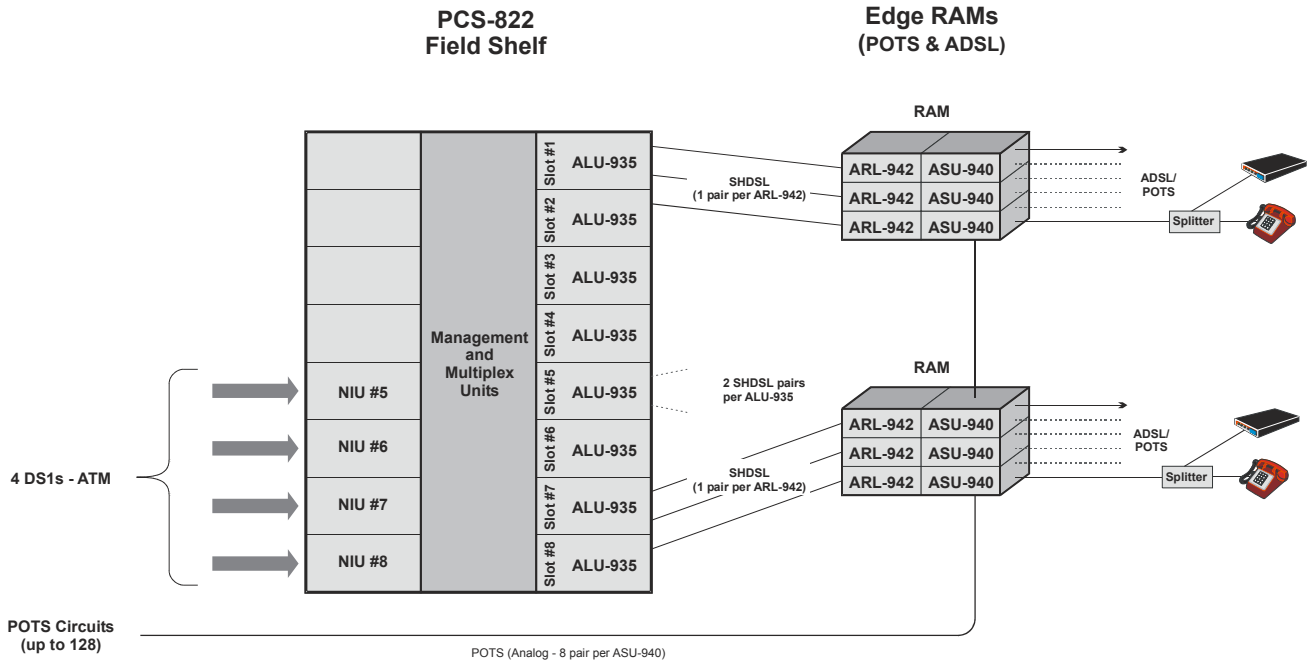 PCS-822
Field Shelf
Edge RAMs
(POTS & ADSL)
RAM
Slot #1
ALU-935
Slot #2
ALU-935
Slot #3
ALU-935
Slot #4
ALU-935
Slot #5
ALU-935
Slot #6
ALU-935
Slot #7
ALU-935
Slot #8
ALU-935
Management
and
Multiplex
Units
NIU #5
NIU #6
NIU #7
NIU #8
4 DS1s - ATM
SHDSL
(1 pair per ARL-942)
ARL-942 ASU-940
ARL-942 ASU-940
ARL-942 ASU-940
ADSL/
POTS
Splitter
2 SHDSL pairs
per ALU-935
RAM
SHDSL
(1 pair per ARL-942)
ARL-942 ASU-940
ARL-942 ASU-940
ARL-942 ASU-940
ADSL/
POTS
Splitter
POTS Circuits
(up to 128)
POTS (Analog - 8 pair per ASU-940)